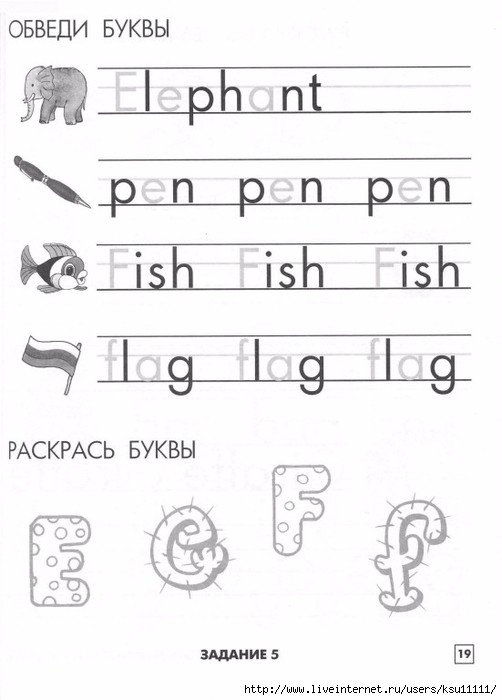 ОБВЕДИ БУКВЫ
Elephant
pen pen pen
Fish Fish Fish
flag flag flag
РАСКРАСЬ БУКВЫ
E e F f
ЗАДАНИЕ 5
19
http://www.liveinternet.ru/users/ksu11111/